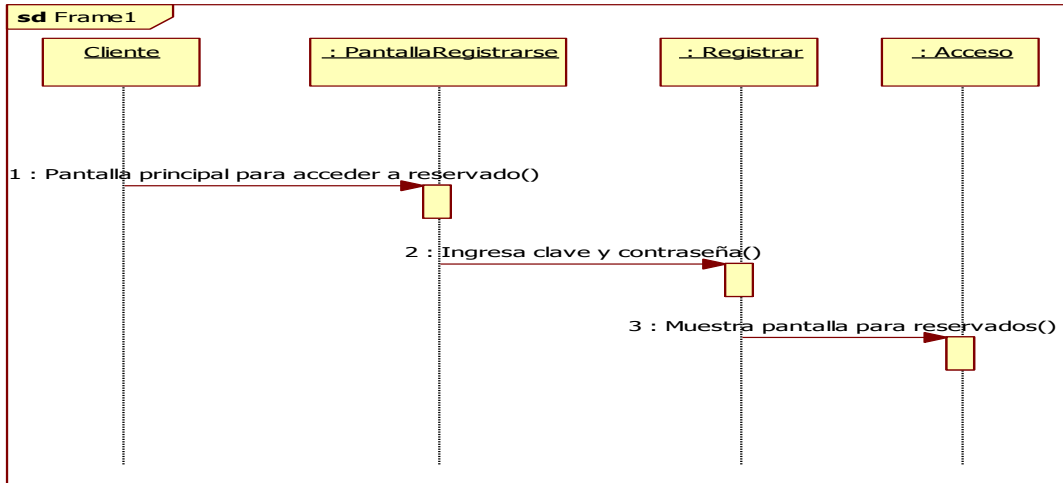 sd Frame1
Cliente
: PantallaRegistrarse
: Registrar
: Acceso
1 : Pantalla principal para acceder a reservado()
2 : Ingresa clave y contraseña()
3 : Muestra pantalla para reservados()